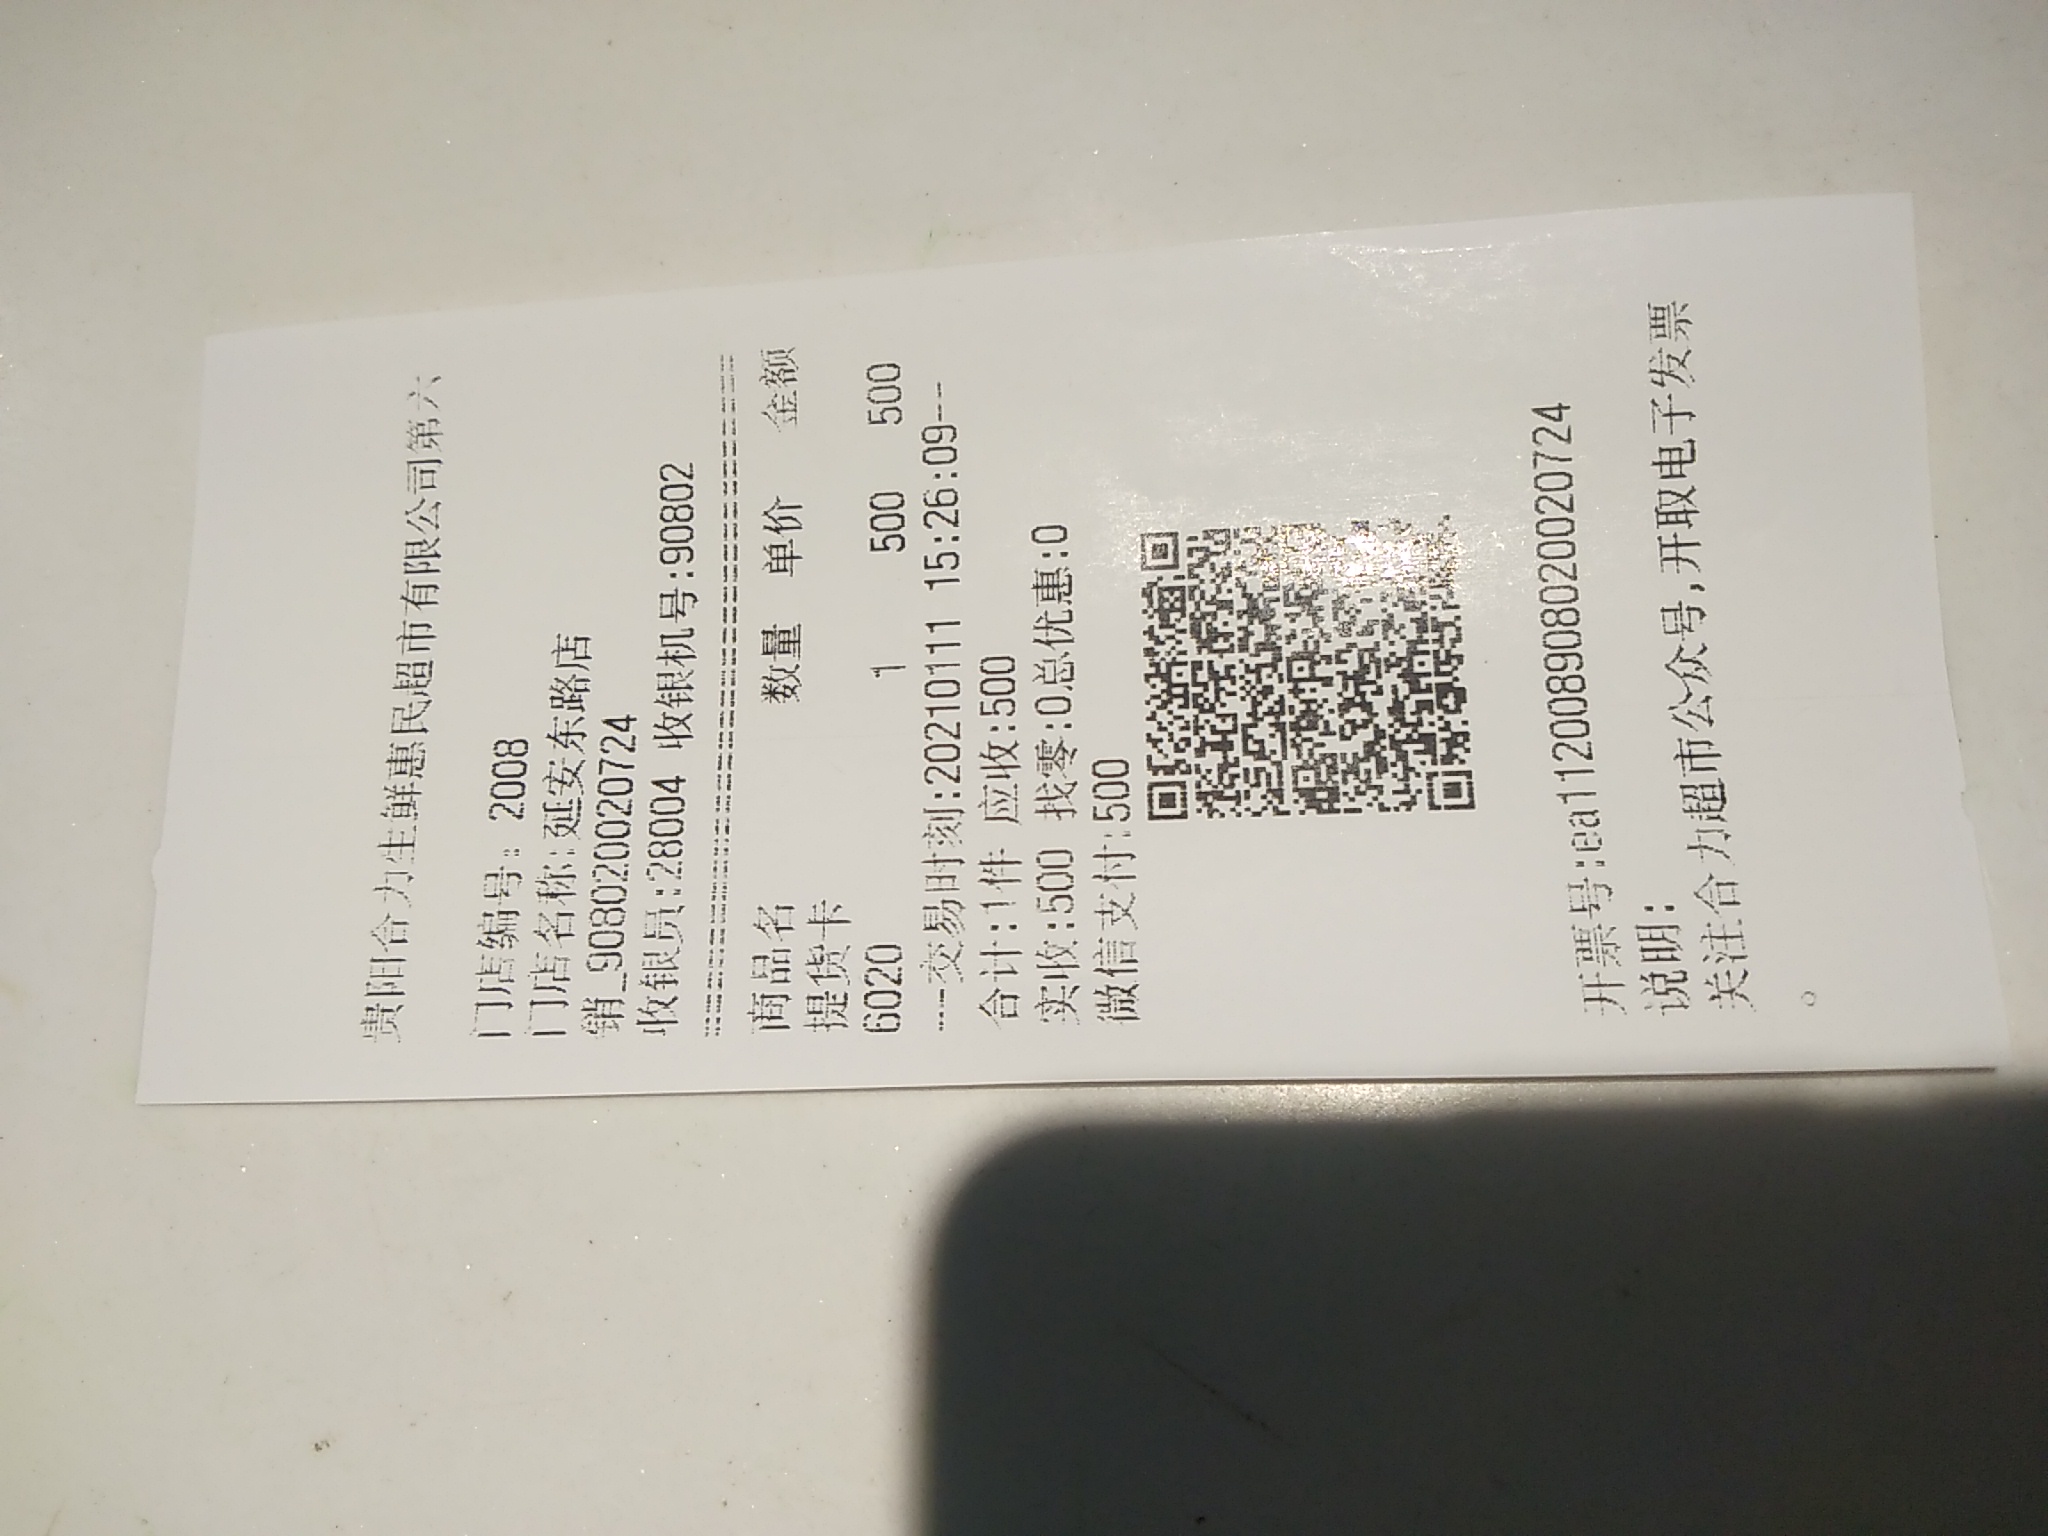 贵阳合力生鲜惠民超市有限公司第六
门店编号: 2008
门店名称:延安东路店
销_908020020724
收银员:28004 收银机号:90802
商品名 数量 单价 金额
提货卡
6020 1 500 500
---交易时刻:20210111 15:26:09--
合计:1件 应收:500
实收:500 找零:0总优惠:0
微信支付:500
开票号:ea1120089080200200724
说明:
关注合力超市公众号,开取电子发票
。